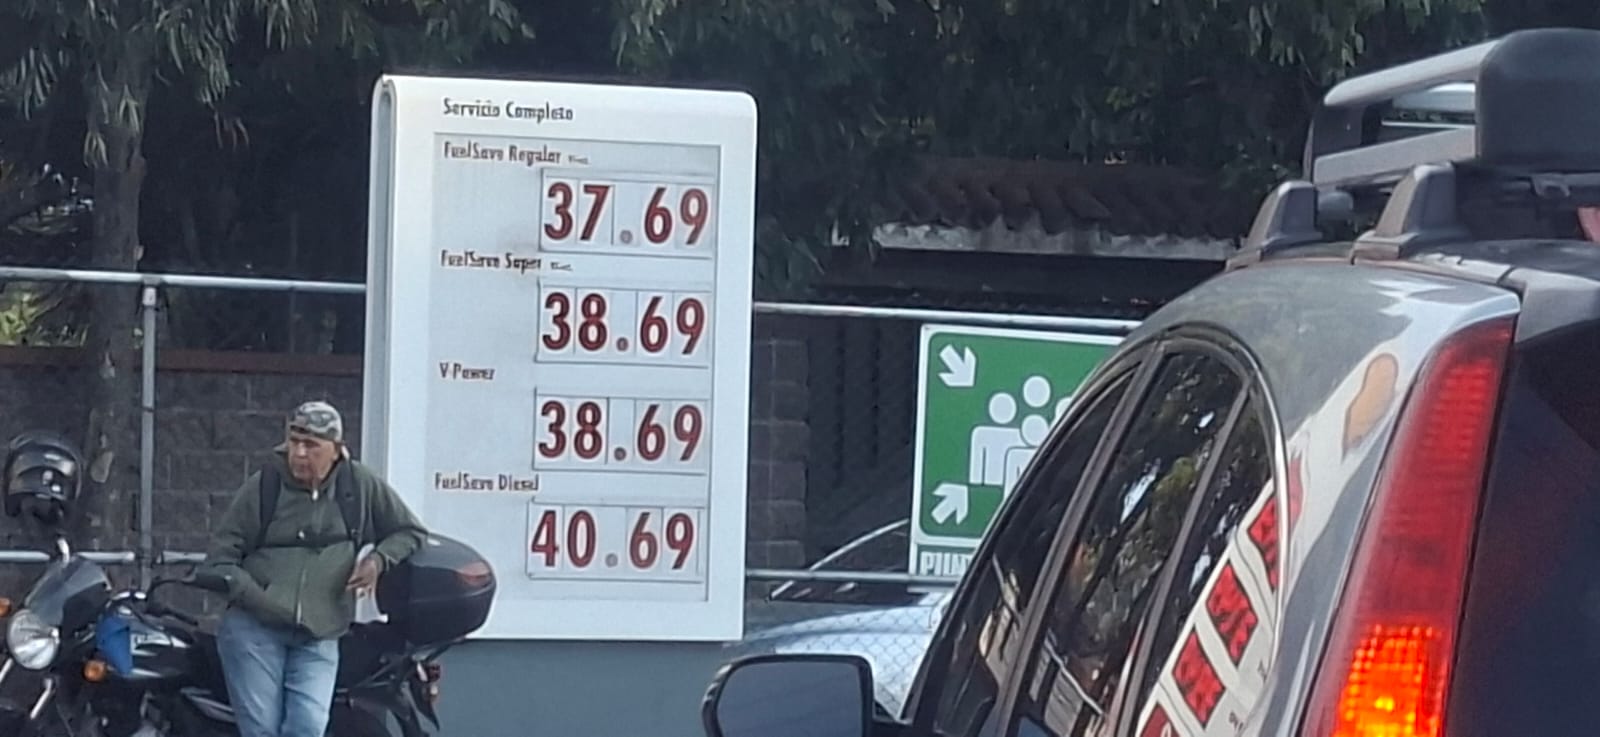 Servicio Completo
FuelSave Regular
37.69
FuelSave Super
38.69
V-Power
38.69
FuelSave Diesel
40.69